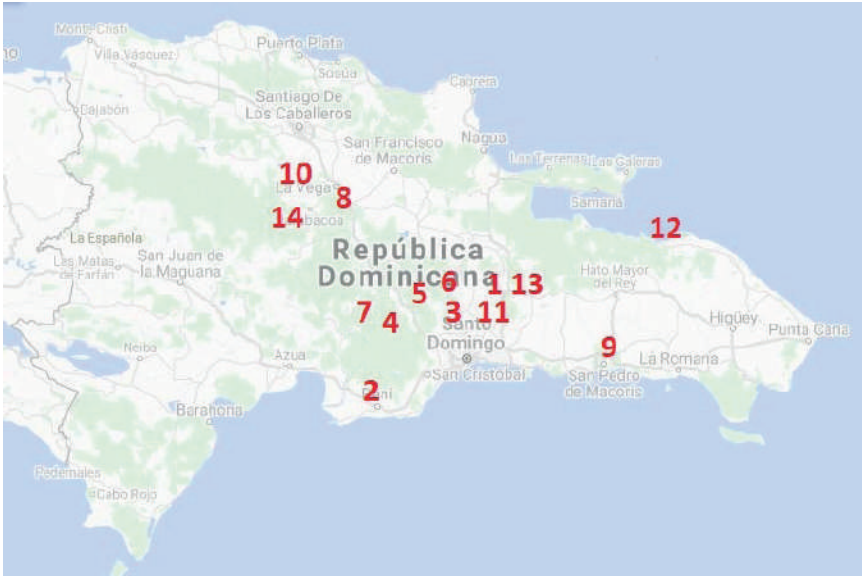 Monte Cristi
Villa Vásquez
Puerto Plata
Sosúa
Cabrera
Dajabón
Santiago De
Los Caballeros
San Francisco
de Macorís
Nagua
Las Terrenas
Las Galeras
10
La Vega
8
Samaná
14
12
La Española
San Juan de
la Maguana
Las Matas
de Farfán
República
Dominicana
Hato Mayor
del Rey
6
1
13
5
7
4
3
11
Santo
Domingo
Higüey
Punta Cana
9
Neiba
Azua
La Romana
San Cristóbal
San Pedro
de Macorís
2
Baní
Barahona
Pedernales
Cabo Rojo